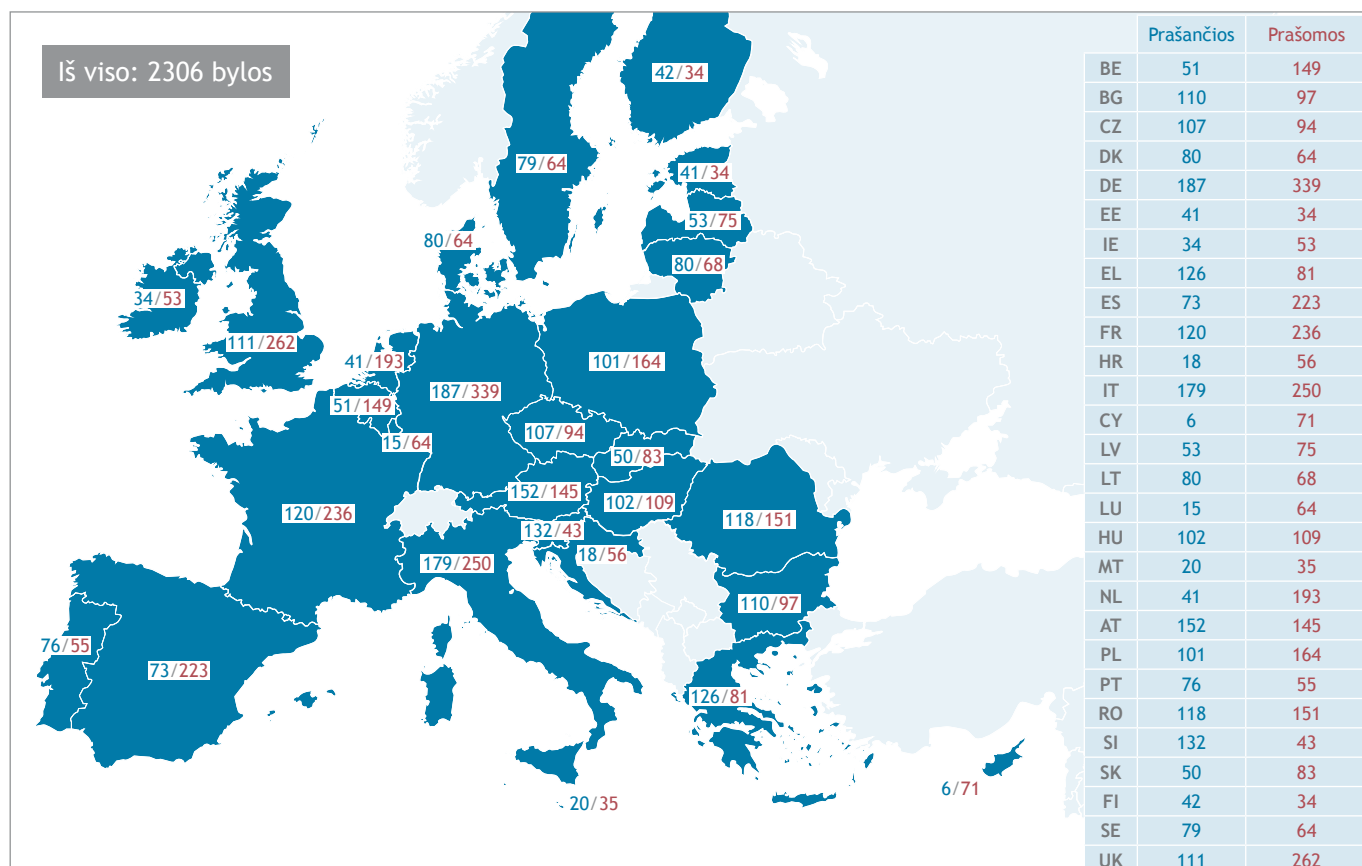 Iš viso: 2306 bylos
42/34
79/64
41/34
53/75
80/64
80/68
34/53
111/262
41/193
101/164
187/339
51/149
107/94
15/64
50/83
152/145
102/109
120/236
118/151
132/43
18/56
179/250
110/97
76/55
73/223
126/81
6/71
20/35
Prašančios Prašomos
BE 51 149
BG 110 97
CZ 107 94
DK 80 64
DE 187 339
EE 41 34
IE 34 53
EL 126 81
ES 73 223
FR 120 236
HR 18 56
IT 179 250
CY 6 71
LV 53 75
LT 80 68
LU 15 64
HU 102 109
MT 20 35
NL 41 193
AT 152 145
PL 101 164
PT 76 55
RO 118 151
SI 132 43
SK 50 83
FI 42 34
SE 79 64
UK 111 262